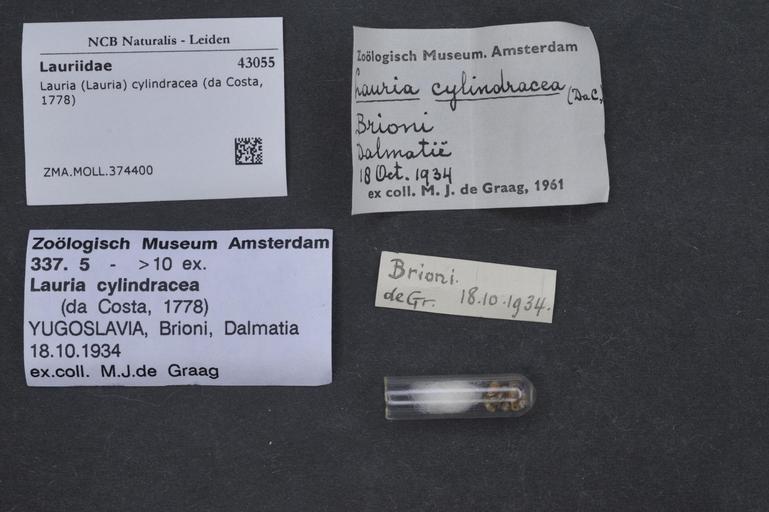 NCB Naturalis - Leiden
Lauriidae 43055
Lauria (Lauria) cylindracea (da Costa,
1778)
ZMA.MOLL.374400
Zoölogisch Museum. Amsterdam
Lauria cylindracea (DaC.)
Brioni
Dalmatië
18 Oct. 1934
ex coll. M. J. de Graag, 1961
Zoölogisch Museum Amsterdam
337. 5 - >10 ex.
Lauria cylindracea
(da Costa, 1778)
YUGOSLAVIA, Brioni, Dalmatia
18.10.1934
ex.coll. M.J.de Graag
Brioni.
de Gr. 18.10.1934.